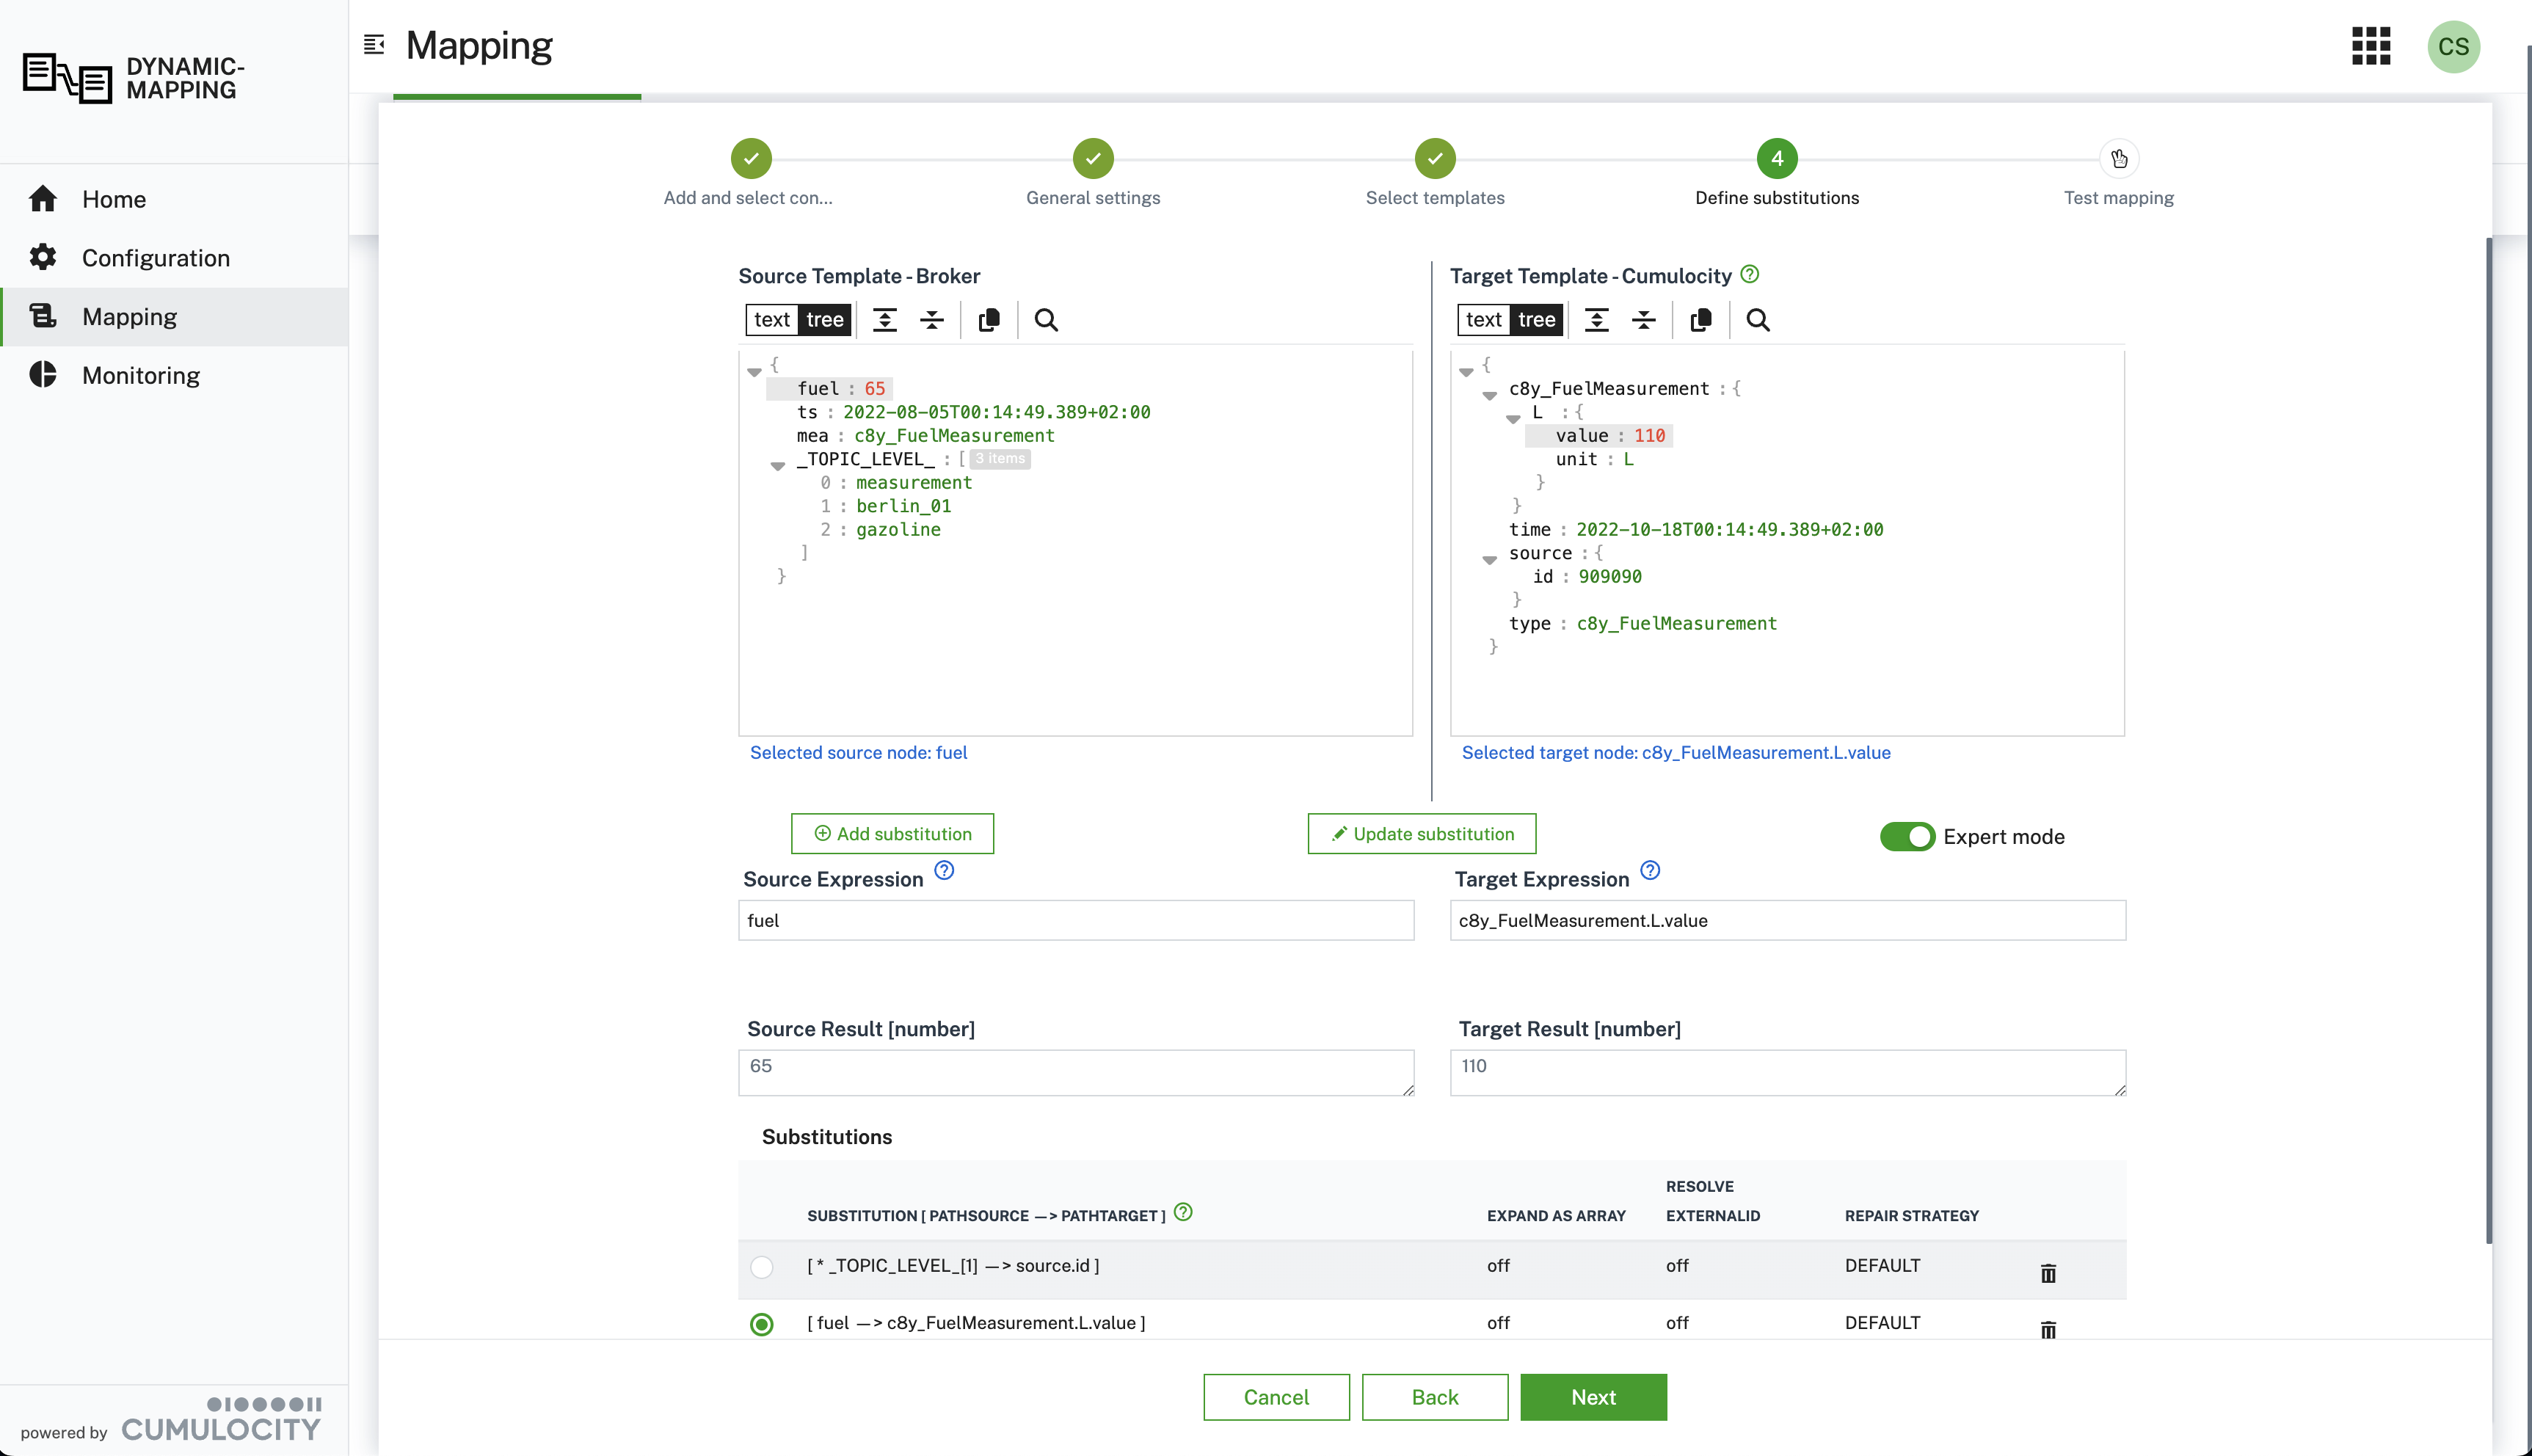 DYNAMIC-
MAPPING
Mapping
CS
Home
Configuration
Mapping
Monitoring
4
Add and select con...
General settings
Select templates
Define substitutions
Test mapping
Source Template - Broker
text tree
{
fuel : 65
ts : 2022-08-05T00:14:49.389+02:00
mea : c8y_FuelMeasurement
_TOPIC_LEVEL_ : [ 3 items
0 : measurement
1 : berlin_01
2 : gazoline
]
}
Selected source node: fuel
Target Template - Cumulocity ?
text tree
{
c8y_FuelMeasurement : {
L : {
value : 110
unit : L
}
}
time : 2022-10-18T00:14:49.389+02:00
source : {
id : 909090
}
type : c8y_FuelMeasurement
}
Selected target node: c8y_FuelMeasurement.L.value
Add substitution
Update substitution
Expert mode
Source Expression ?
fuel
Target Expression ?
c8y_FuelMeasurement.L.value
Source Result [number]
65
Target Result [number]
110
Substitutions
SUBSTITUTION [ PATHSOURCE —> PATHTARGET ] ?
EXPAND AS ARRAY
RESOLVE
EXTERNALID
REPAIR STRATEGY
[ * _TOPIC_LEVEL_[1] —> source.id ] off off DEFAULT
[ fuel —> c8y_FuelMeasurement.L.value ] off off DEFAULT
Cancel
Back
Next
powered by CUMULOCITY